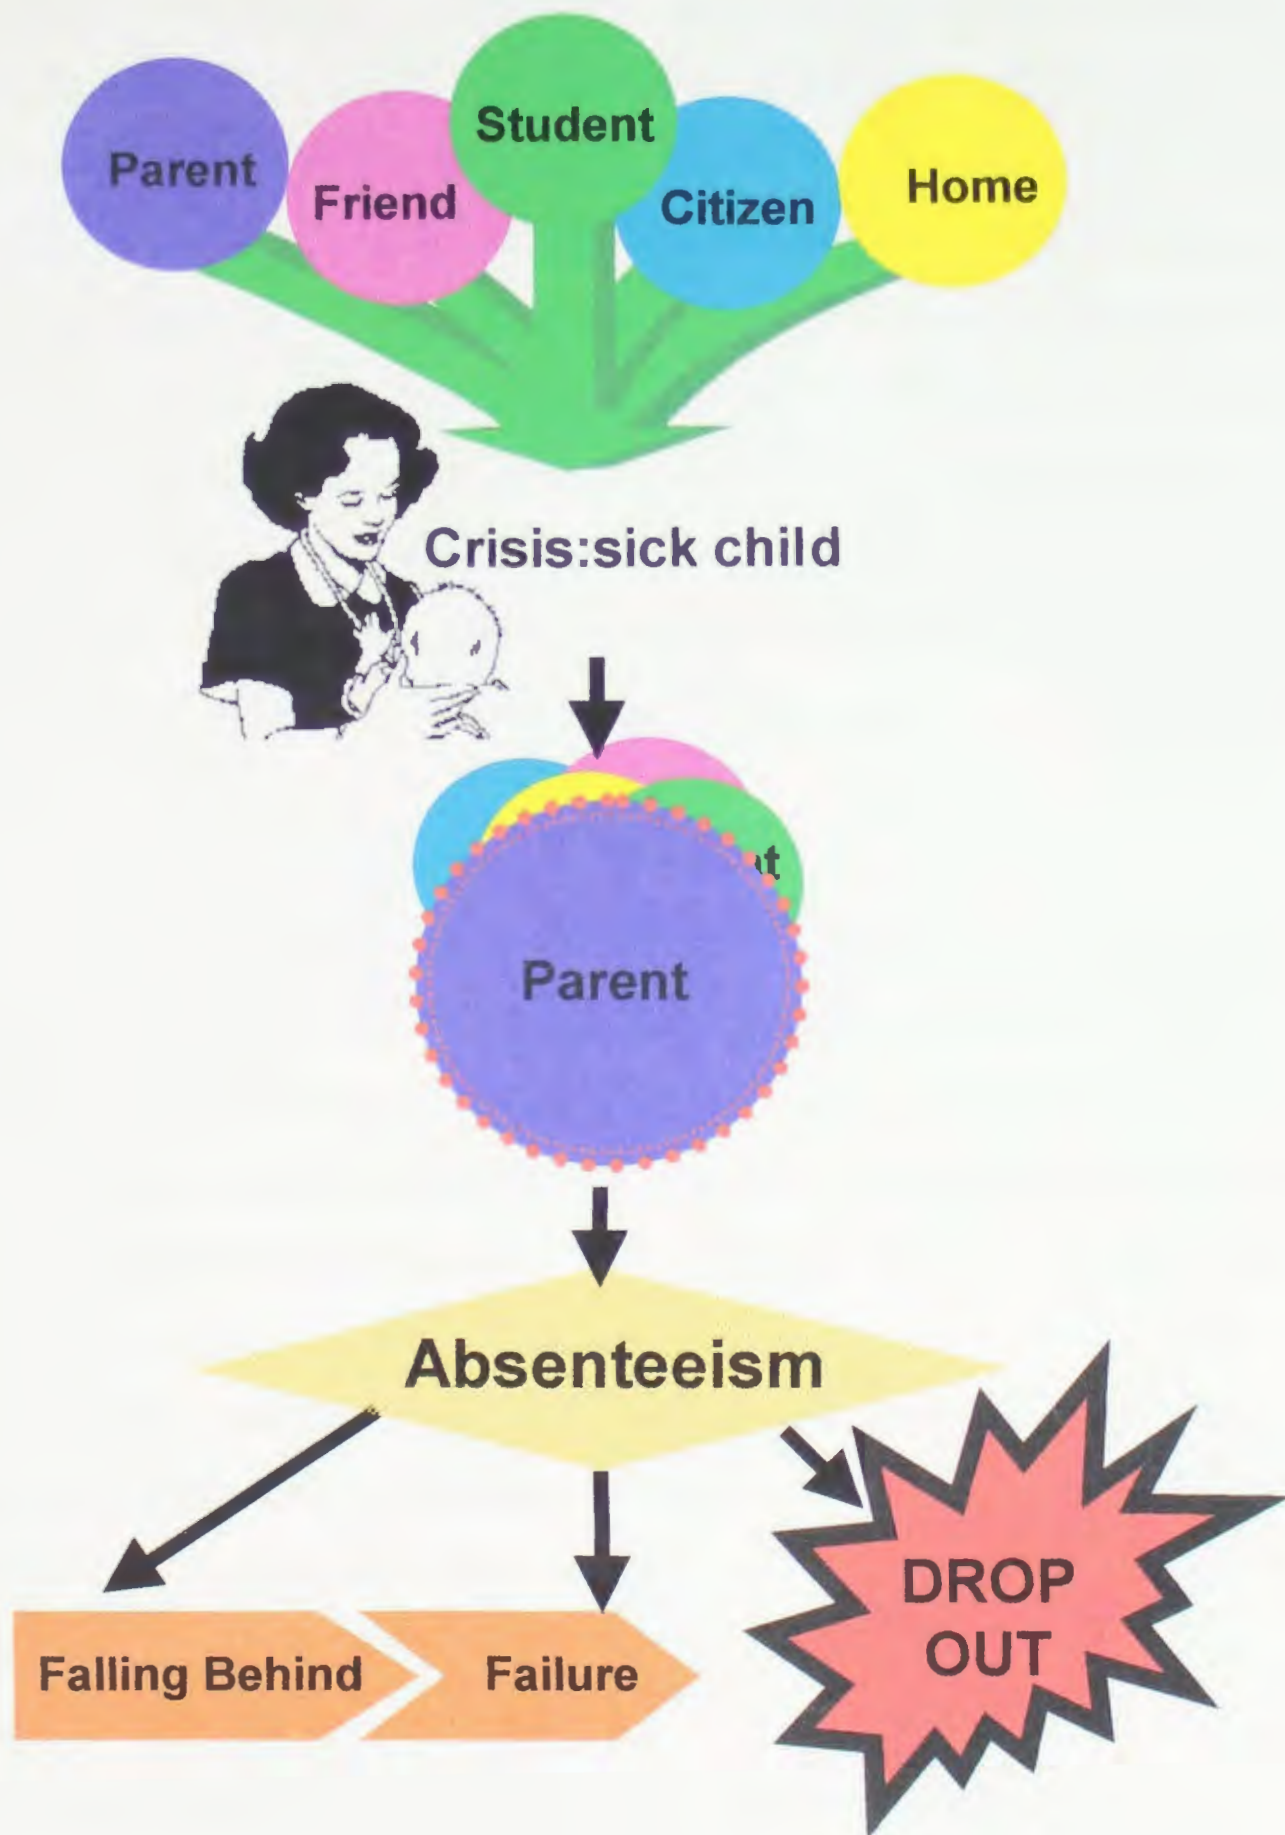 Parent
Friend
Student
Citizen
Home
Crisis:sick child
Parent
Absenteeism
Falling Behind
Failure
DROP
OUT